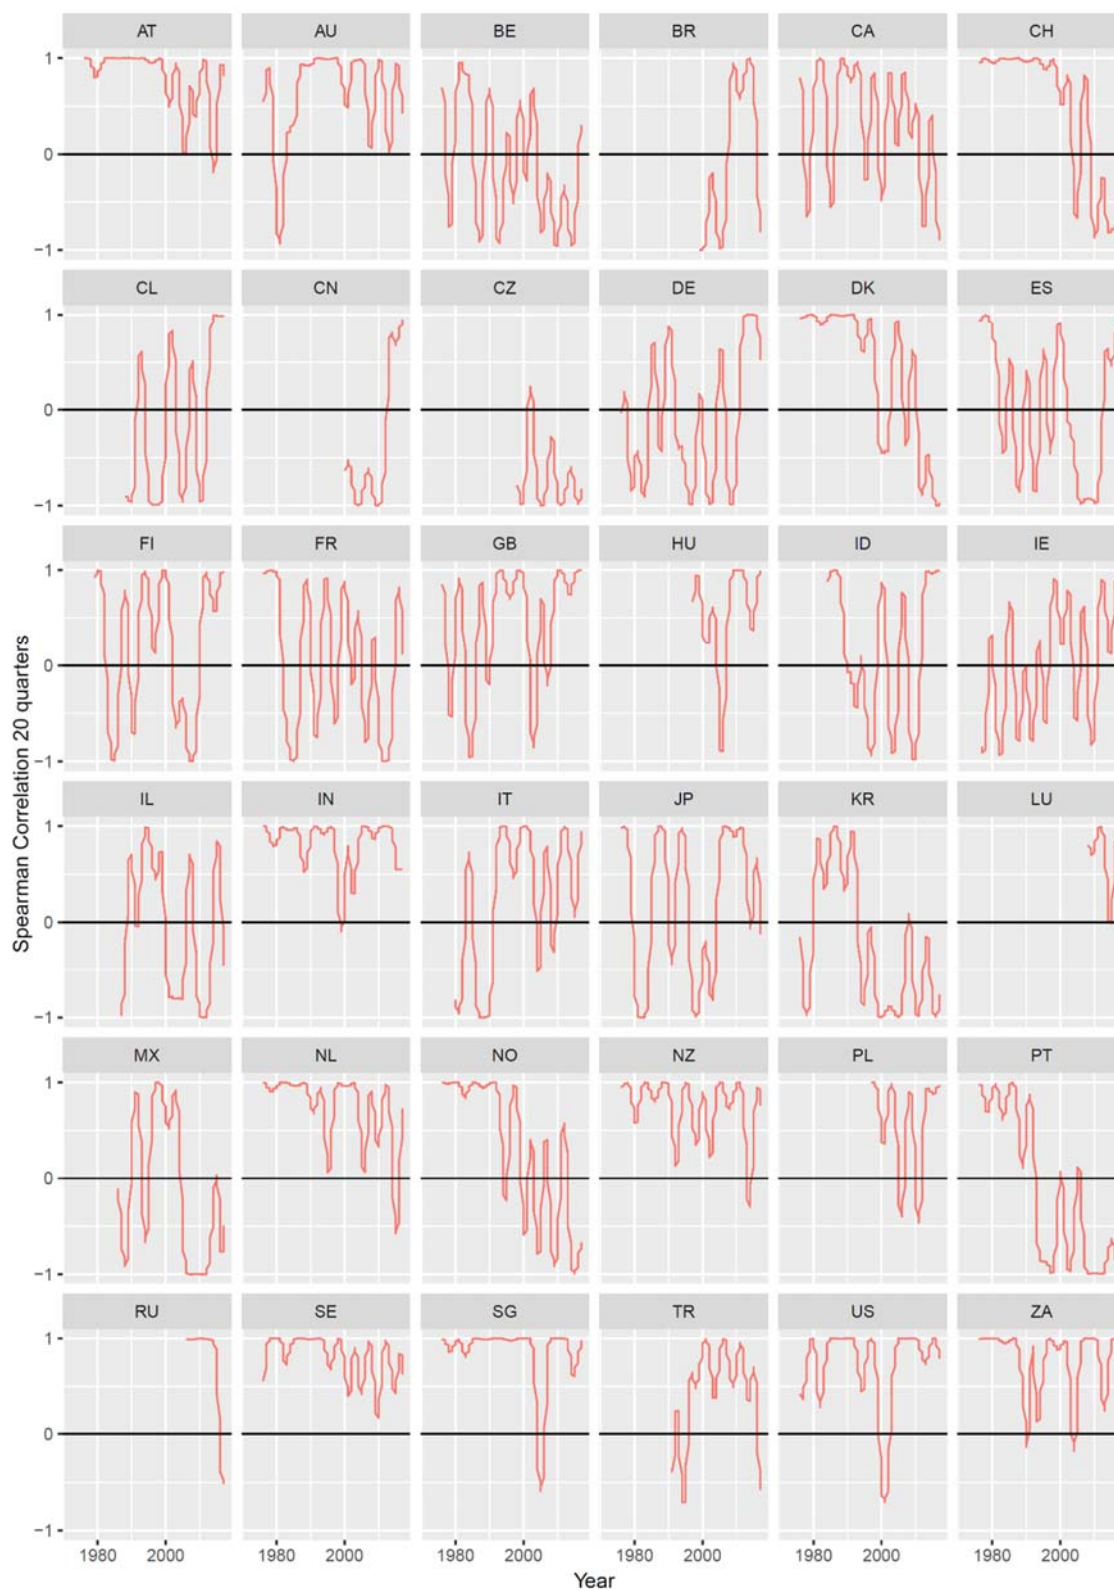 AT AU BE BR CA CH
1
0
−1
CL CN CZ DE DK ES
1
0
−1
FI FR GB HU ID IE
1
0
−1
Spearman Correlation 20 quarters
IL IN IT JP KR LU
1
0
−1
MX NL NO NZ PL PT
1
0
−1
RU SE SG TR US ZA
1
0
−1
1980 2000 1980 2000 1980 2000 1980 2000 1980 2000 1980 2000
Year